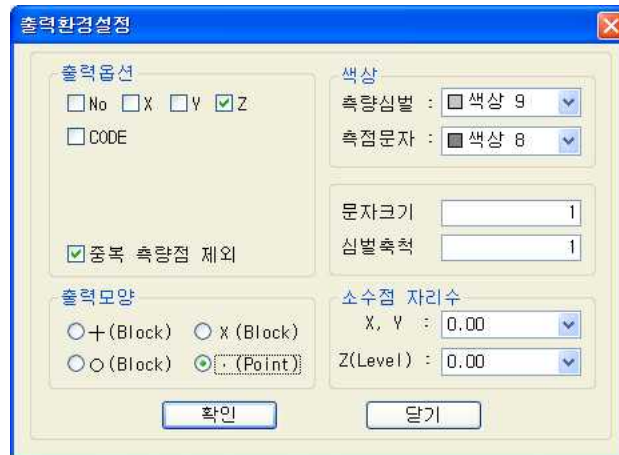 출력환경설정
출력옵션
No X Y Z
CODE
중복 측량점 제외
색상
측량심벌 : 색상 9
측점문자 : 색상 8
문자크기 1
심벌축척 1
출력모양
+(Block) X(Block)
○(Block) ·(Point)
소수점 자리수
X, Y : 0.00
Z(Level) : 0.00
확인 닫기